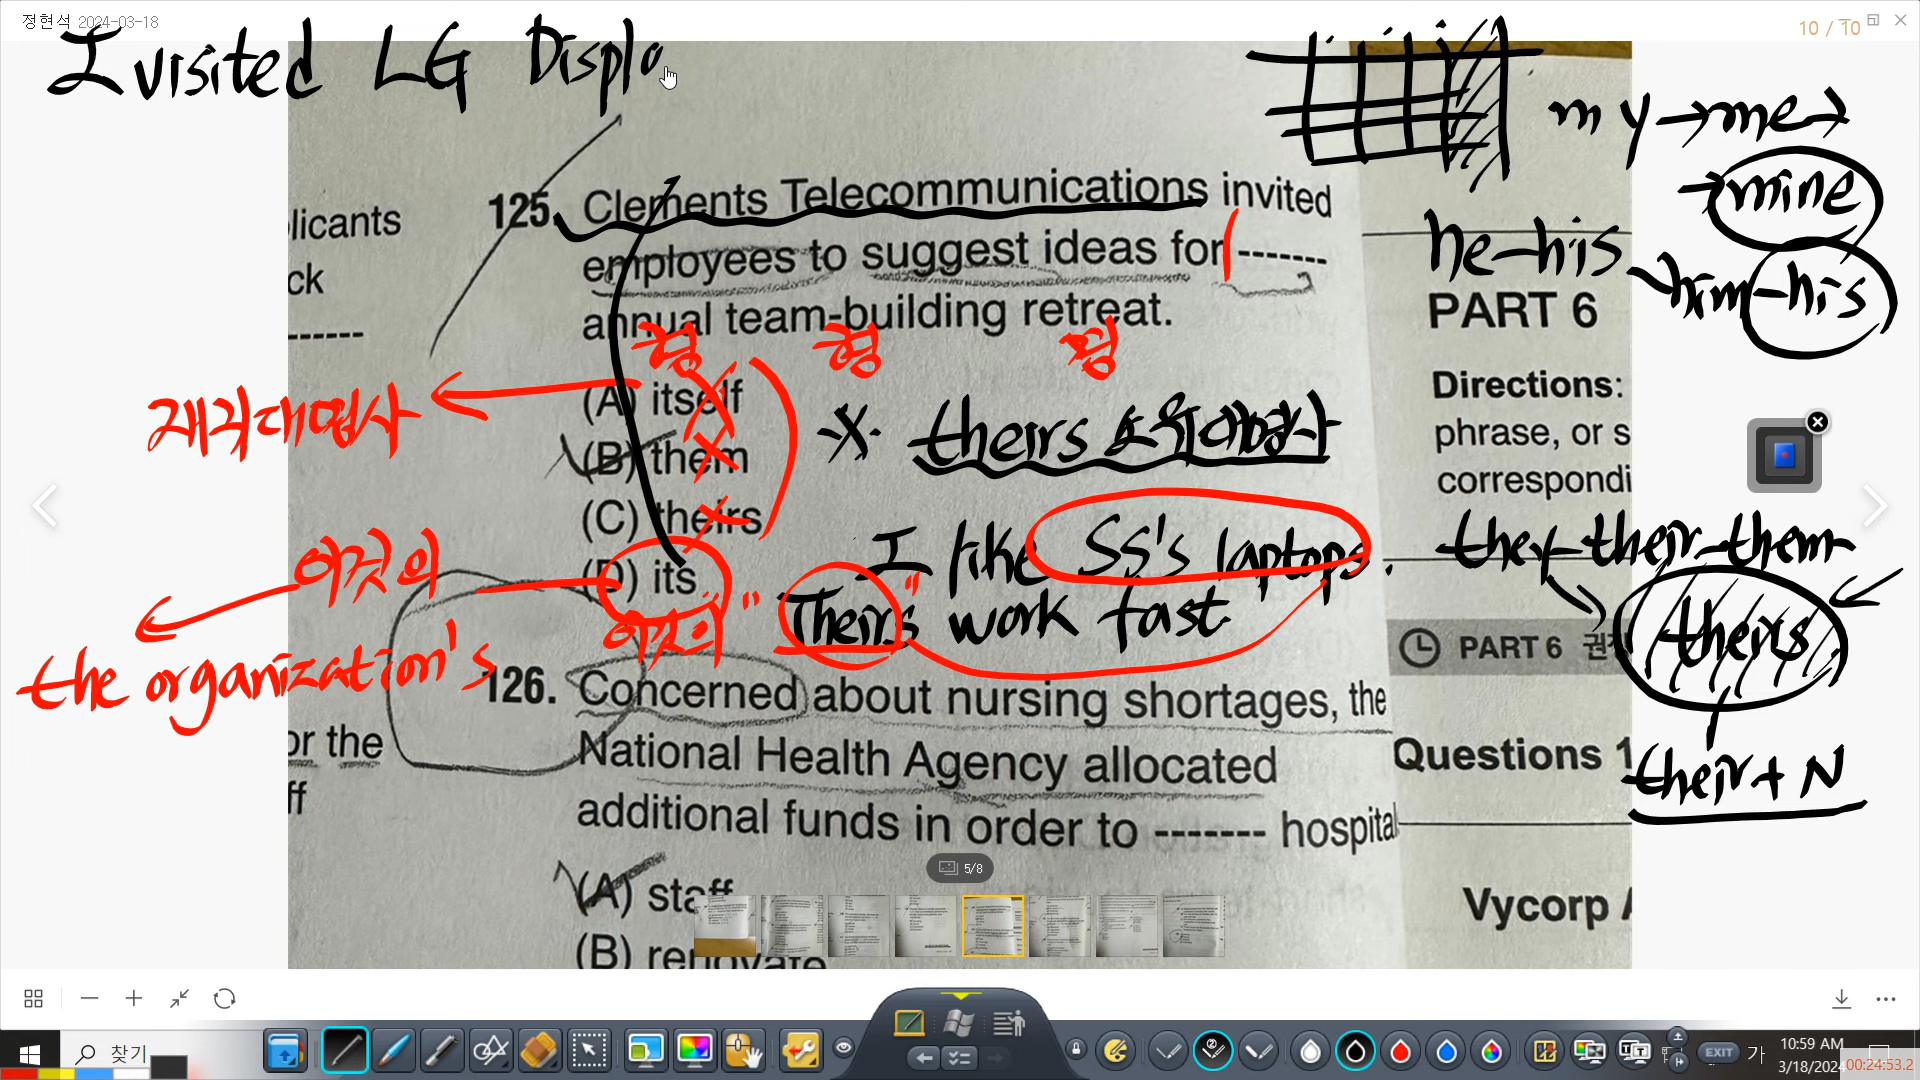 정현석 2024-03-18
10 / 10
I visited LG Displa
my → me →
→ mine
he-his
him-his
licants
ck
125. Clements Telecommunications invited
employees to suggest ideas for -------
annual team-building retreat.
형 형 명
(A) itself
(B) them
(C) theirs
(D) its
재귀대명사
이것의
the organization's
이것의
theirs 소유대명사
I like SS's laptops.
"Theirs" work fast.
they-their-them-
theirs
their + N
PART 6
Directions:
phrase, or s
correspondi
PART 6
Questions 1
Vycorp
126. Concerned about nursing shortages, the
National Health Agency allocated
additional funds in order to ------- hospital
or the
ff
(A) staff
(B) renovate
5/8
찾기
EXIT
가
10:59 AM
3/18/2024
00:24:53.2